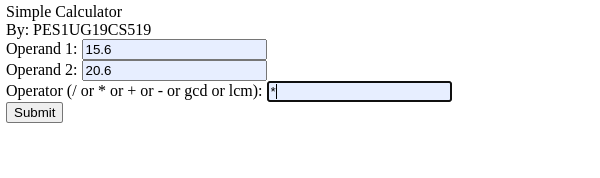 Simple Calculator
By: PES1UG19CS519
Operand 1: 15.6
Operand 2: 20.6
Operator (/ or * or + or - or gcd or lcm): *
Submit